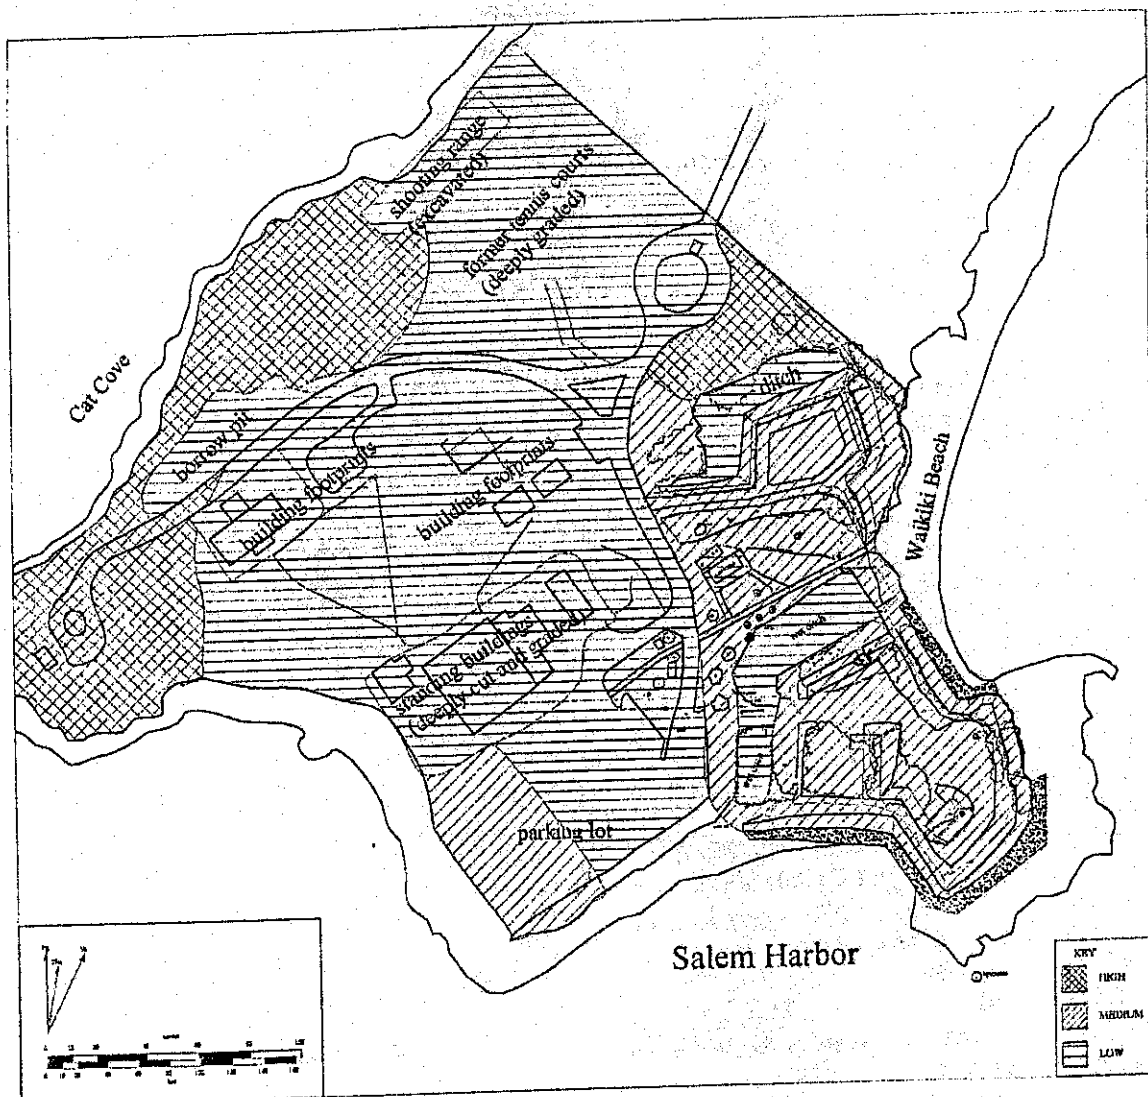 shooting range
(excavated)
former tennis courts
(deeply graded)
Cat Cove
ditch
borrow pit
building footprints
building footprints
Waikiki Beach
standing buildings
(deeply cut and graded)
parking lot
Salem Harbor
KEY
HIGH
MEDIUM
LOW